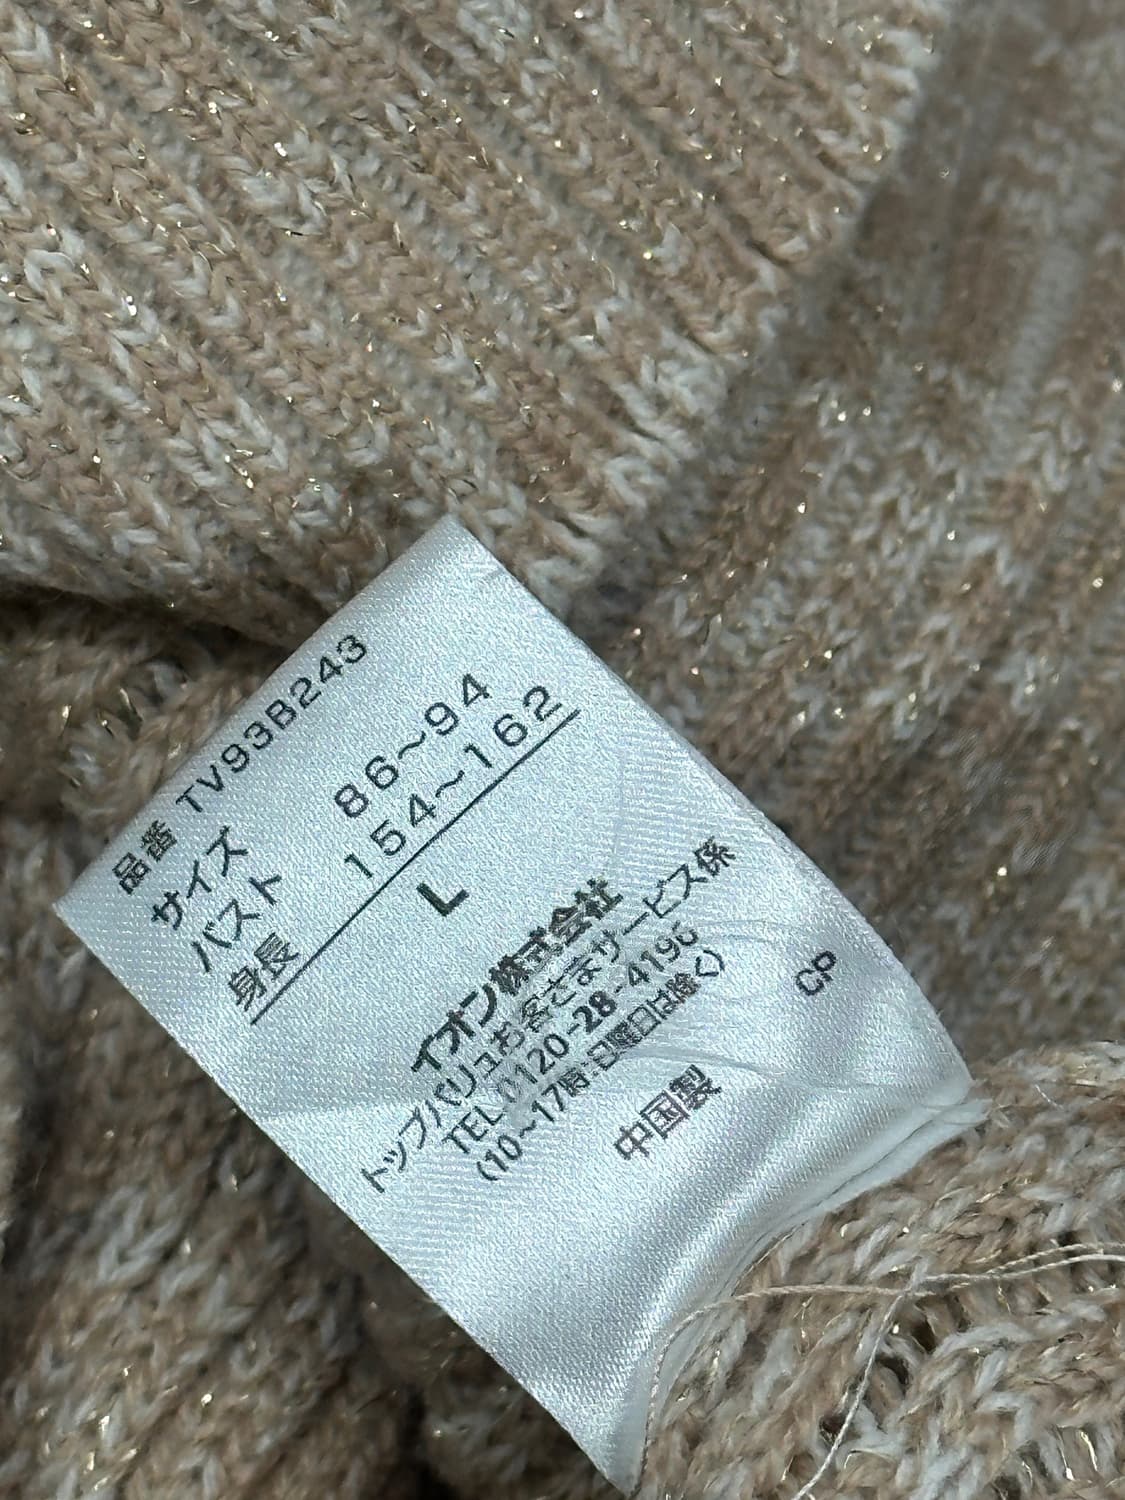 品番 TV93B243
サイズ
バスト 86~94
身長 154~162
L
イオン株式会社
トップバリュお客さまサービス係
TEL 0120-28-4196
(10~17時:日曜日は除く)
中国製
CP